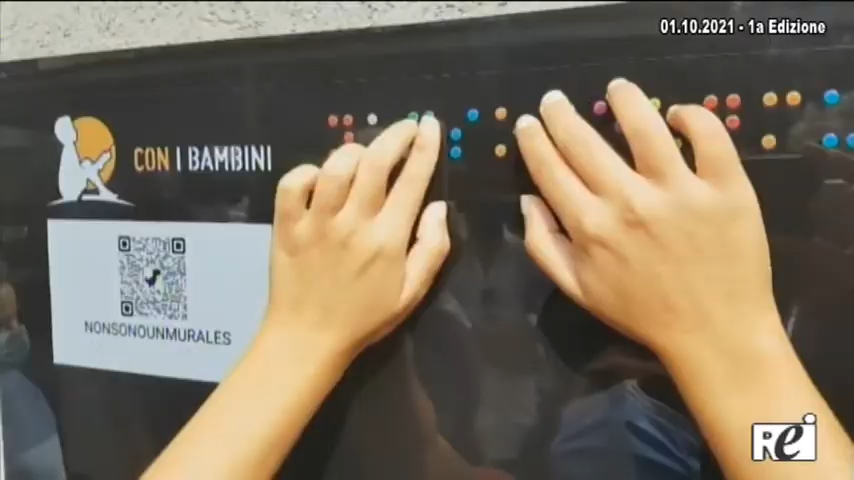 01.10.2021 - 1a Edizione
CON I BAMBINI
NONSONOUNMURALES
REi